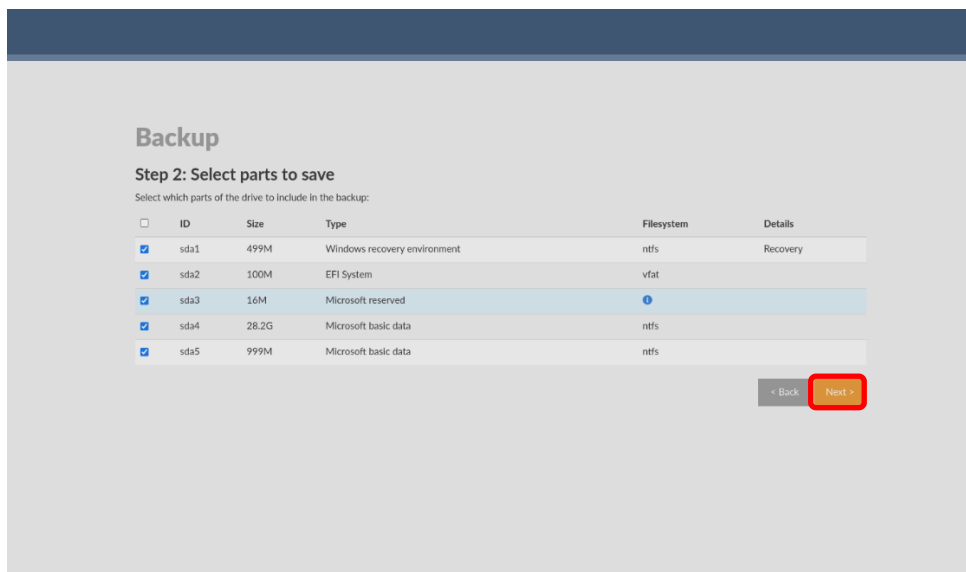 Backup
Step 2: Select parts to save
Select which parts of the drive to include in the backup:
ID Size Type Filesystem Details
sda1 499M Windows recovery environment ntfs Recovery
sda2 100M EFI System vfat
sda3 16M Microsoft reserved
sda4 28.2G Microsoft basic data ntfs
sda5 999M Microsoft basic data ntfs
< Back Next >